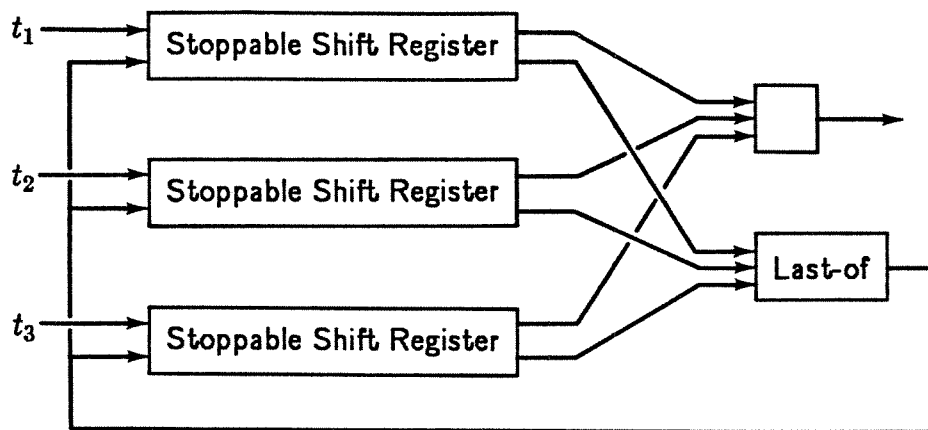 t₁
Stoppable Shift Register
t₂
Stoppable Shift Register
Last-of
t₃
Stoppable Shift Register